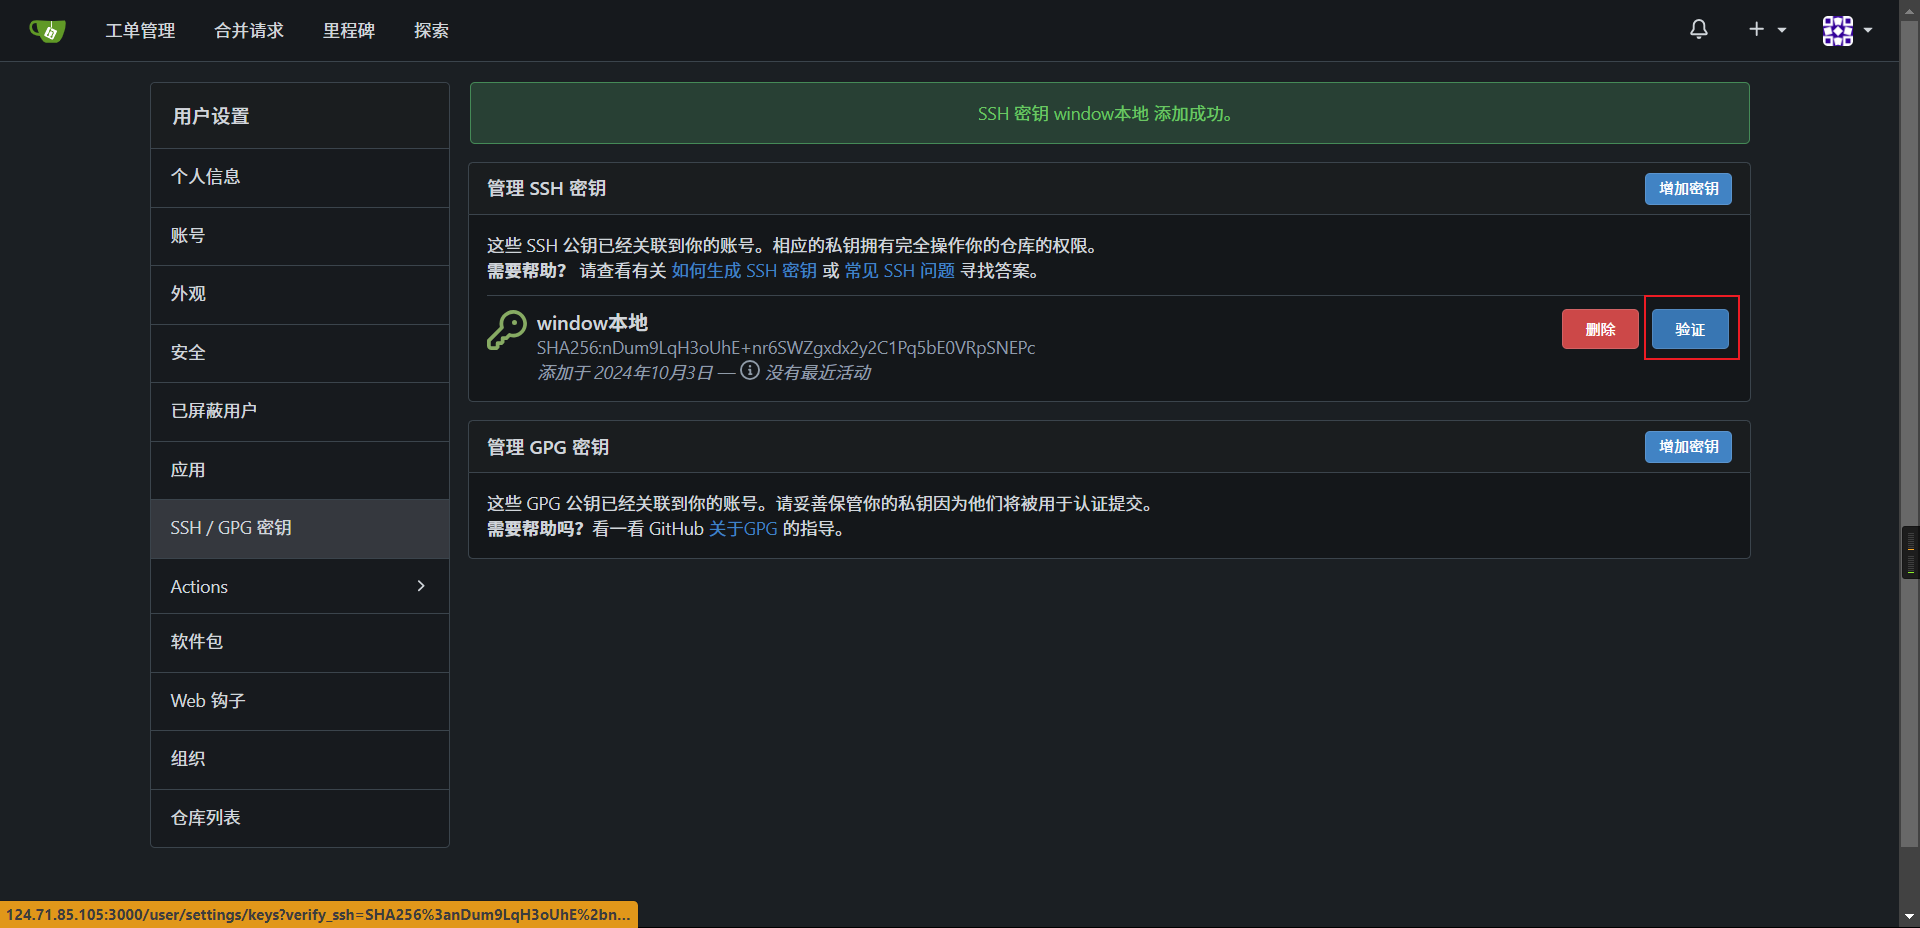 工单管理 合并请求 里程碑 探索
用户设置
个人信息
账号
外观
安全
已屏蔽用户
应用
SSH / GPG 密钥
Actions
软件包
Web 钩子
组织
仓库列表
SSH 密钥 window本地 添加成功。
管理 SSH 密钥 增加密钥
这些 SSH 公钥已经关联到你的账号。相应的私钥拥有完全操作你的仓库的权限。
需要帮助? 请查看有关 如何生成 SSH 密钥 或 常见 SSH 问题 寻找答案。
window本地 删除 验证
SHA256:nDum9LqH3oUhE+nr6SWZgxdx2y2C1Pq5bE0VRpSNEPc
添加于 2024年10月3日 — 没有最近活动
管理 GPG 密钥 增加密钥
这些 GPG 公钥已经关联到你的账号。请妥善保管你的私钥因为他们将被用于认证提交。
需要帮助吗? 看一看 GitHub 关于GPG 的指导。
124.71.85.105:3000/user/settings/keys?verify_ssh=SHA256%3anDum9LqH3oUhE%2bn...